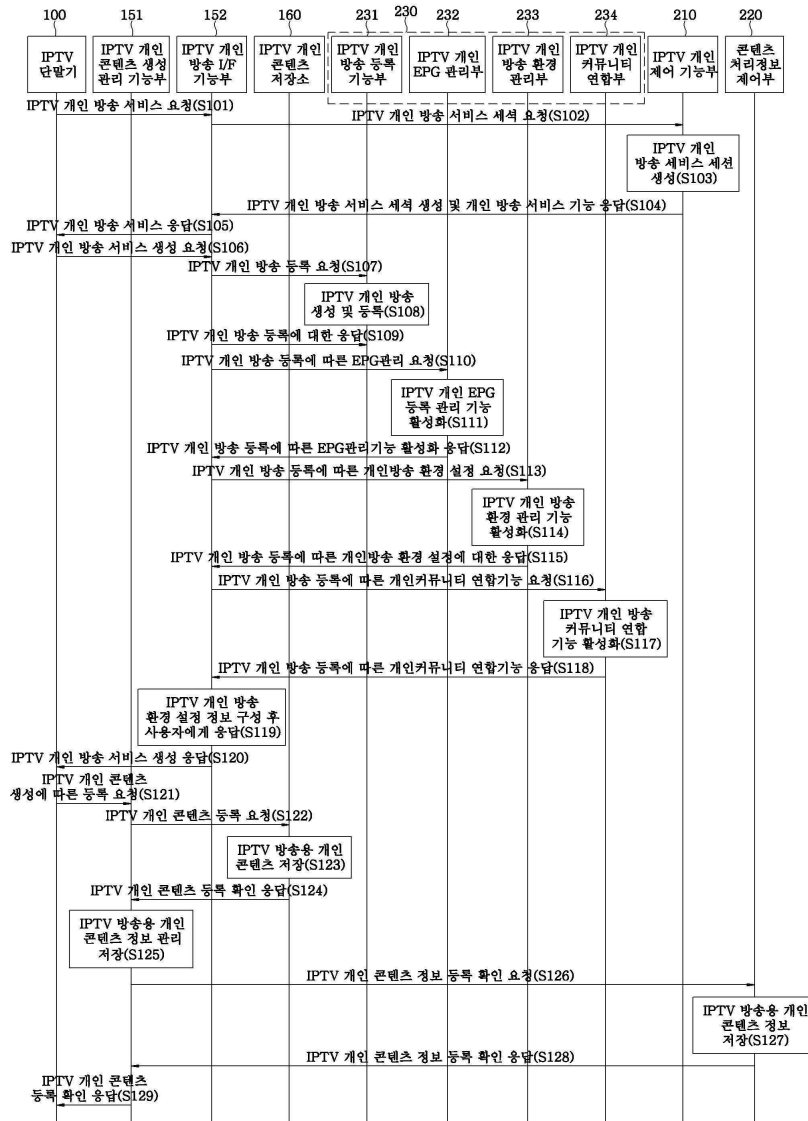 100
151
152
160
231
230
232
233
234
210
220
IPTV
단말기
IPTV 개인
콘텐츠 생성
관리 기능부
IPTV 개인
방송 I/F
기능부
IPTV 개인
콘텐츠
저장소
IPTV 개인
방송 등록
기능부
IPTV 개인
EPG 관리부
IPTV 개인
방송 환경
관리부
IPTV 개인
커뮤니티
연합부
IPTV 개인
제어 기능부
콘텐츠
처리정보
제어부
IPTV 개인 방송 서비스 요청(S101)
IPTV 개인 방송 서비스 세셕 요청(S102)
IPTV 개인
방송 세비스 세션
생성(S103)
IPTV 개인 방송 서비스 세셕 생성 및 개인 방송 서비스 기능 응답(S104)
IPTV 개인 방송 서비스 응답(S105)
IPTV 개인 방송 서비스 생성 요청(S106)
IPTV 개인 방송 등록 요청(S107)
IPTV 개인 방송
생성 및 등록(S108)
IPTV 개인 방송 등록에 대한 응답(S109)
IPTV 개인 방송 등록에 따른 EPG관리 요청(S110)
IPTV 개인 EPG
등록 관리 기능
활성화(S111)
IPTV 개인 방송 등록에 따른 EPG관리기능 활성화 응답(S112)
IPTV 개인 방송 등록에 따른 개인방송 환경 설정 요청(S113)
IPTV 개인 방송
환경 관리 기능
활성화(S114)
IPTV 개인 방송 등록에 따른 개인방송 환경 설정에 대한 응답(S115)
IPTV 개인 방송 등록에 따른 개인커뮤니티 연합기능 요청(S116)
IPTV 개인 방송
커뮤니티 연합
기능 활성화(S117)
IPTV 개인 방송 등록에 따른 개인커뮤니티 연합기능 응답(S118)
IPTV 개인 방송
환경 설정 정보 구성 후
사용자에게 응답(S119)
IPTV 개인 방송 서비스 생성 응답(S120)
IPTV 개인 콘텐츠
생성에 따른 등록 요청(S121)
IPTV 개인 콘텐츠 등록 요청(S122)
IPTV 방송용 개인
콘텐츠 저장(S123)
IPTV 개인 콘텐츠 등록 확인 응답(S124)
IPTV 방송용 개인
콘텐츠 정보 관리
저장(S125)
IPTV 개인 콘텐츠 정보 등록 확인 요청(S126)
IPTV 방송용 개인
콘텐츠 정보
저장(S127)
IPTV 개인 콘텐츠 정보 등록 확인 응답(S128)
IPTV 개인 콘텐츠
등록 확인 응답(S129)